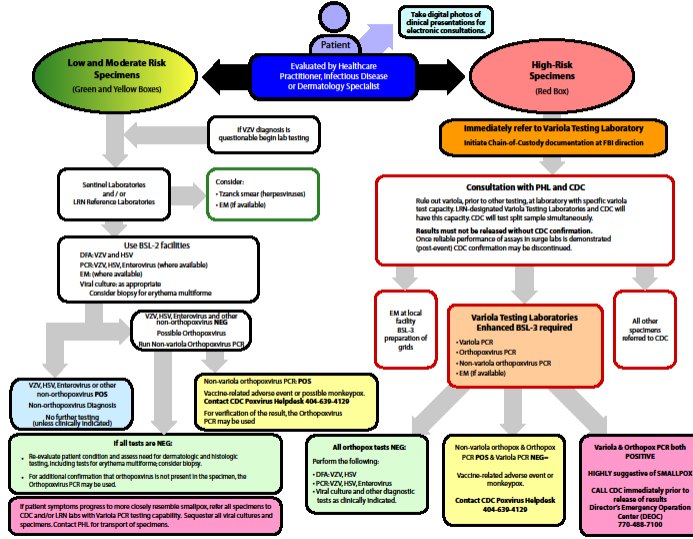 Take digital photos of
clinical presentations for
electronic consultations.
Patient
Evaluated by Healthcare
Practitioner, Infectious Disease
or Dermatology Specialist
Low and Moderate Risk
Specimens
(Green and Yellow Boxes)
High-Risk
Specimens
(Red Box)
If VZV diagnosis is
questionable begin lab testing
Immediately refer to Variola Testing Laboratory
Initiate Chain-of-Custody documentation at FBI direction
Sentinel Laboratories
and / or
LRN Reference Laboratories
Consider:
• Tzanck smear (herpesviruses)
• EM (if available)
Consultation with PHL and CDC
Rule out variola, prior to other testing, at laboratory with specific variola
test capacity. LRN-designated Variola Testing Laboratories and CDC will
have this capacity. CDC will test split sample simultaneously.
Results must not be released without CDC confirmation.
Once reliable performance of assays in surge labs is demonstrated
(post-event) CDC confirmation may be discontinued.
Use BSL-2 facilities
DFA: VZV and HSV
PCR: VZV, HSV, Enterovirus (where available)
EM: (where available)
Viral culture: as appropriate
Consider biopsy for erythema multiforme
VZV, HSV, Enterovirus and other
non-orthopoxvirus NEG
Possible Orthopoxvirus
Run Non-variola Orthopoxvirus PCR
EM at local
facility
BSL-3
preparation of
grids
Variola Testing Laboratories
Enhanced BSL-3 required
• Variola PCR
• Orthopoxvirus PCR
• Non-variola orthopoxvirus PCR
• EM (if available)
All other
specimens
referred to CDC
VZV, HSV, Enterovirus or other
non-orthopoxvirus POS
Non-orthopoxvirus Diagnosis
No further testing
(unless clinically indicated)
Non-variola orthopoxvirus PCR: POS
Vaccine-related adverse event or possible monkeypox.
Contact CDC Poxvirus Helpdesk 404-639-4129
For verification of the result, the Orthopoxvirus
PCR may be used
If all tests are NEG:
• Re-evaluate patient condition and assess need for dermatologic and histologic
testing, including tests for erythema multiforme; consider biopsy.
• For additional confirmation that orthopoxvirus is not present in the specimen, the
Orthopoxvirus PCR may be used.
If patient symptoms progress to more closely resemble smallpox, refer all specimens to
CDC and/or LRN labs with Variola PCR testing capability. Sequester all viral cultures and
specimens. Contact PHL for transport of specimens.
All orthopox tests NEG:
Perform the following:
• DFA: VZV, HSV
• PCR: VZV, HSV, Enterovirus
• Viral culture and other diagnostic
tests as clinically indicated.
Non-variola orthopox & Orthopox
PCR POS & Variola PCR NEG=
Vaccine-related adverse event or
monkeypox.
Contact CDC Poxvirus Helpdesk
404-639-4129
Variola & Orthopox PCR both
POSITIVE
HIGHLY suggestive of SMALLPOX
CALL CDC immediately prior to
release of results
Director's Emergency Operation
Center (DEOC)
770-488-7100